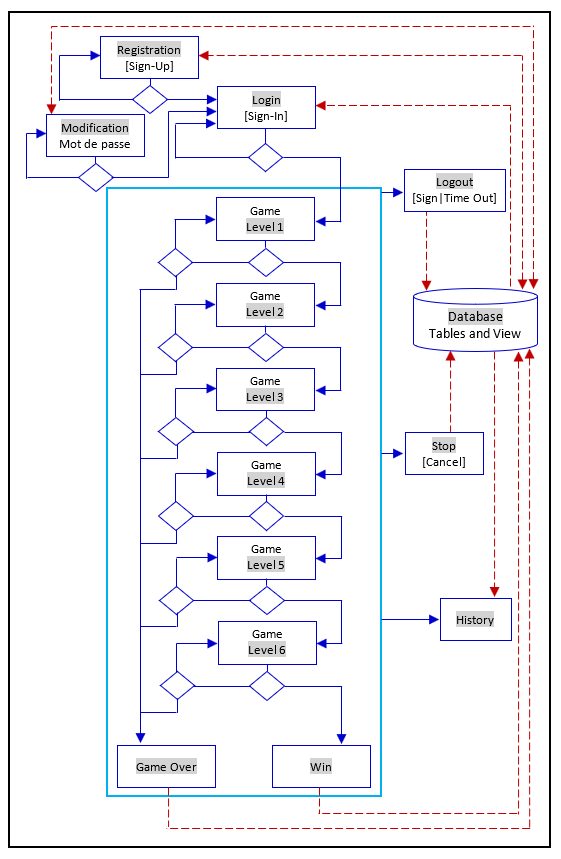 Registration
[Sign-Up]
Login
[Sign-In]
Modification
Mot de passe
Logout
[Sign|Time Out]
Game
Level 1
Game
Level 2
Database
Tables and View
Game
Level 3
Stop
[Cancel]
Game
Level 4
Game
Level 5
History
Game
Level 6
Game Over
Win